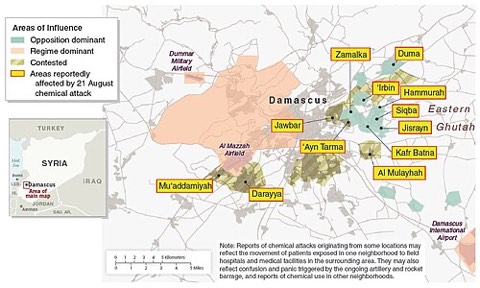 Areas of Influence
Opposition dominant
Regime dominant
Contested
Areas reportedly
affected by 21 August
chemical attack
Dummar
Military
Airfield
Zamalka
Duma
'Irbin
Hammurah
Damascus
Siqba
Eastern
Jawbar
Jisrayn
Ghutah
Al Mazzah
Airfield
'Ayn Tarma
Kafr Batna
Al Mulayhah
Mu'addamiyah
Darayya
TURKEY
SYRIA
IRAQ
Damascus
Area of
main map
JORDAN
Damascus
International
Airport
5 Kilometers
5 Miles
Note: Reports of chemical attacks originating from some locations may
reflect the movement of patients exposed in one neighborhood to field
hospitals and medical facilities in the surrounding area. They may also
reflect confusion and panic triggered by the ongoing artillery and rocket
barrage, and reports of chemical use in other neighborhoods.